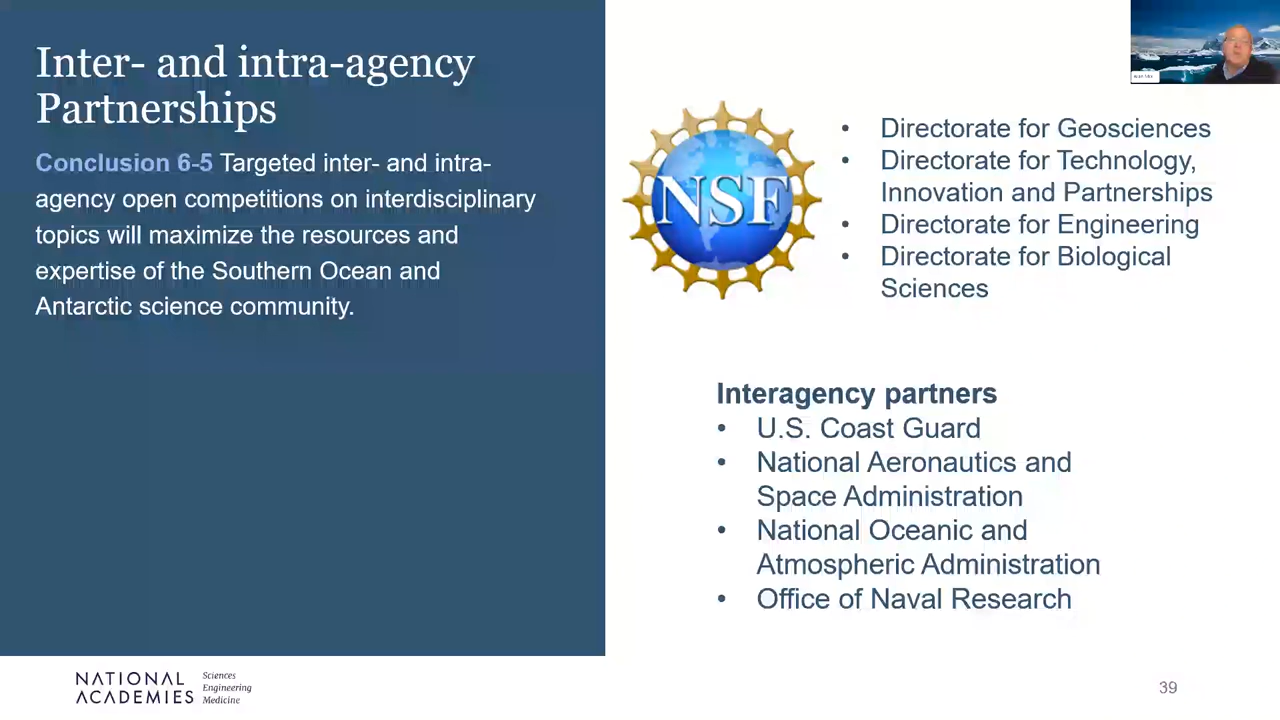 Inter- and intra-agency
Partnerships
Conclusion 6-5 Targeted inter- and intra-
agency open competitions on interdisciplinary
topics will maximize the resources and
expertise of the Southern Ocean and
Antarctic science community.
NSF
• Directorate for Geosciences
• Directorate for Technology,
Innovation and Partnerships
• Directorate for Engineering
• Directorate for Biological
Sciences
Interagency partners
• U.S. Coast Guard
• National Aeronautics and
Space Administration
• National Oceanic and
Atmospheric Administration
• Office of Naval Research
NATIONAL
ACADEMIES
Sciences
Engineering
Medicine
39